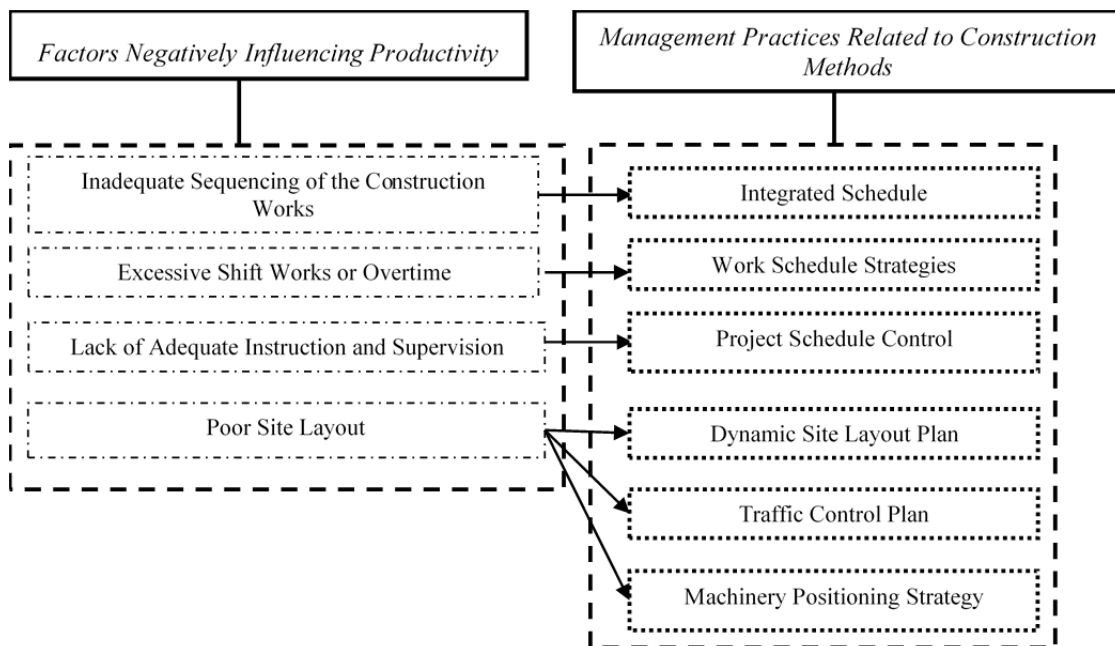 Factors Negatively Influencing Productivity
Management Practices Related to Construction
Methods
Inadequate Sequencing of the Construction
Works
Excessive Shift Works or Overtime
Lack of Adequate Instruction and Supervision
Poor Site Layout
Integrated Schedule
Work Schedule Strategies
Project Schedule Control
Dynamic Site Layout Plan
Traffic Control Plan
Machinery Positioning Strategy